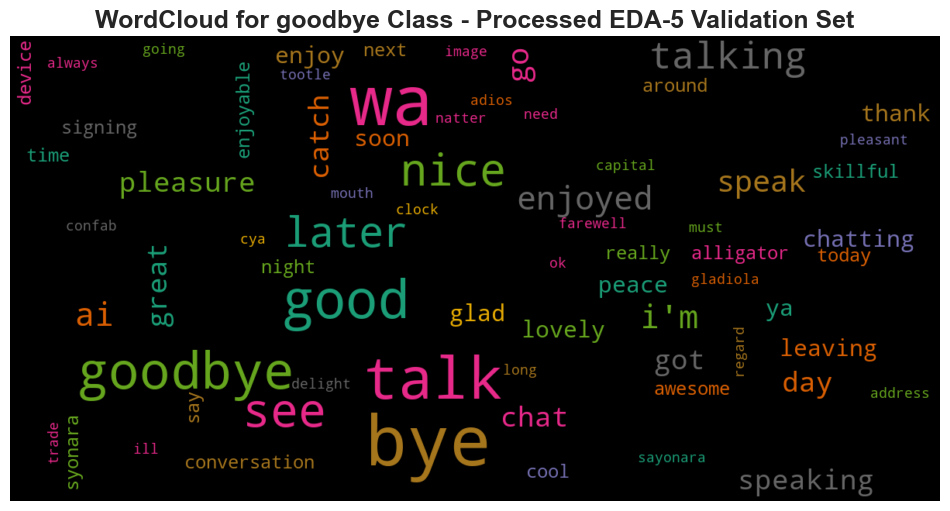 WordCloud for goodbye Class - Processed EDA-5 Validation Set
device
always
going
enjoy
next
image
go
talking
tootle
around
enjoyable
wa
adios
natter
need
thank
catch
signing
soon
pleasant
time
nice
capital
skillful
pleasure
mouth
speak
enjoyed
clock
farewell
confab
later
cya
must
chatting
really
alligator
today
night
ok
great
peace
gladiola
good
ai
glad
i'm
ya
lovely
regard
got
leaving
goodbye
delight
talk
long
awesome
day
address
say
see
chat
bye
syonara
trade
ill
conversation
cool
sayonara
speaking